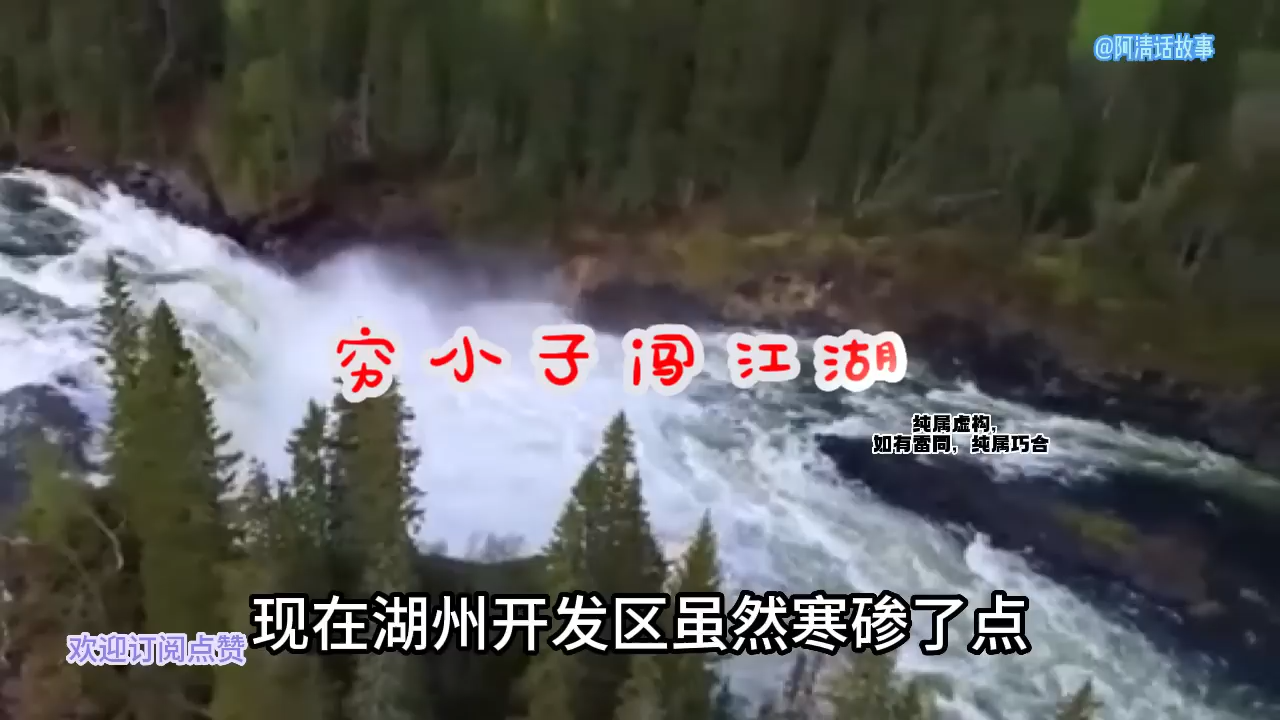 @阿清话故事
穷小子闯江湖
纯属虚构，
如有雷同，纯属巧合
现在湖州开发区虽然寒碜了点
欢迎订阅点赞